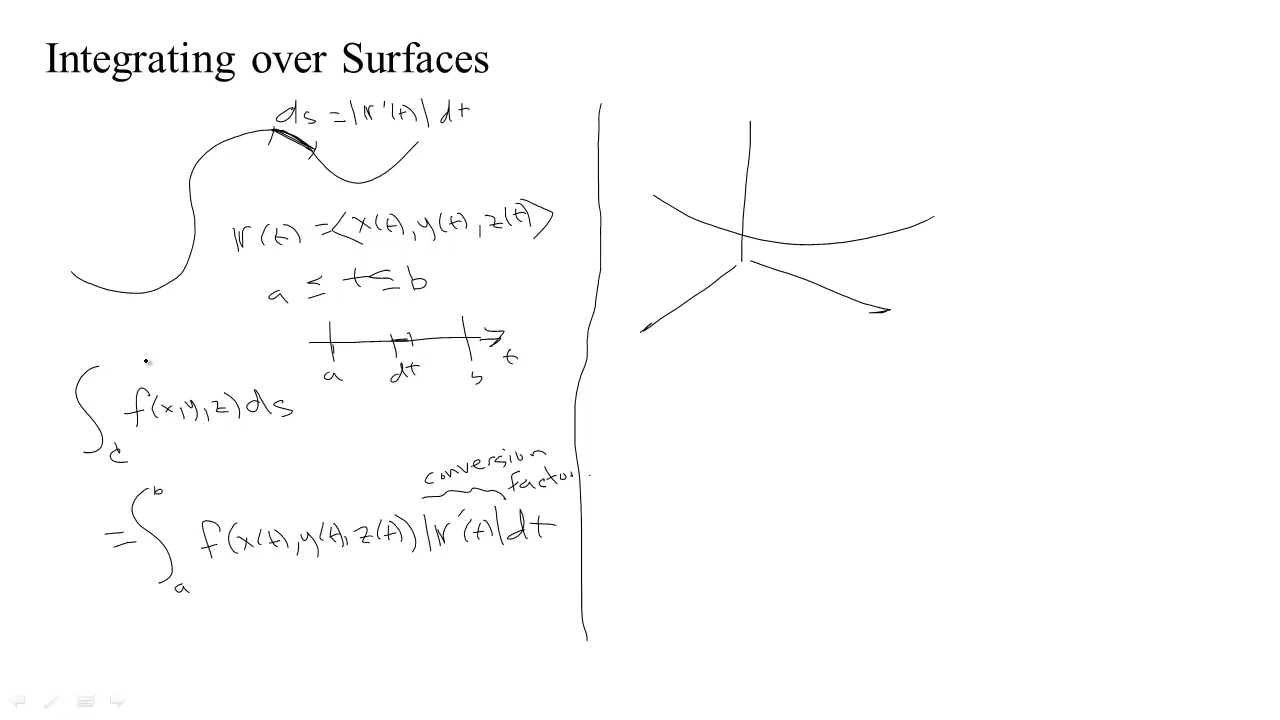 Integrating over Surfaces
ds = |r'(t)| dt
r(t) = ⟨x(t), y(t), z(t)⟩
a ≤ t ≤ b
a dt b t
∫_C f(x,y,z) ds
conversion
factor
= ∫_a^b f(x(t), y(t), z(t)) |r'(t)| dt